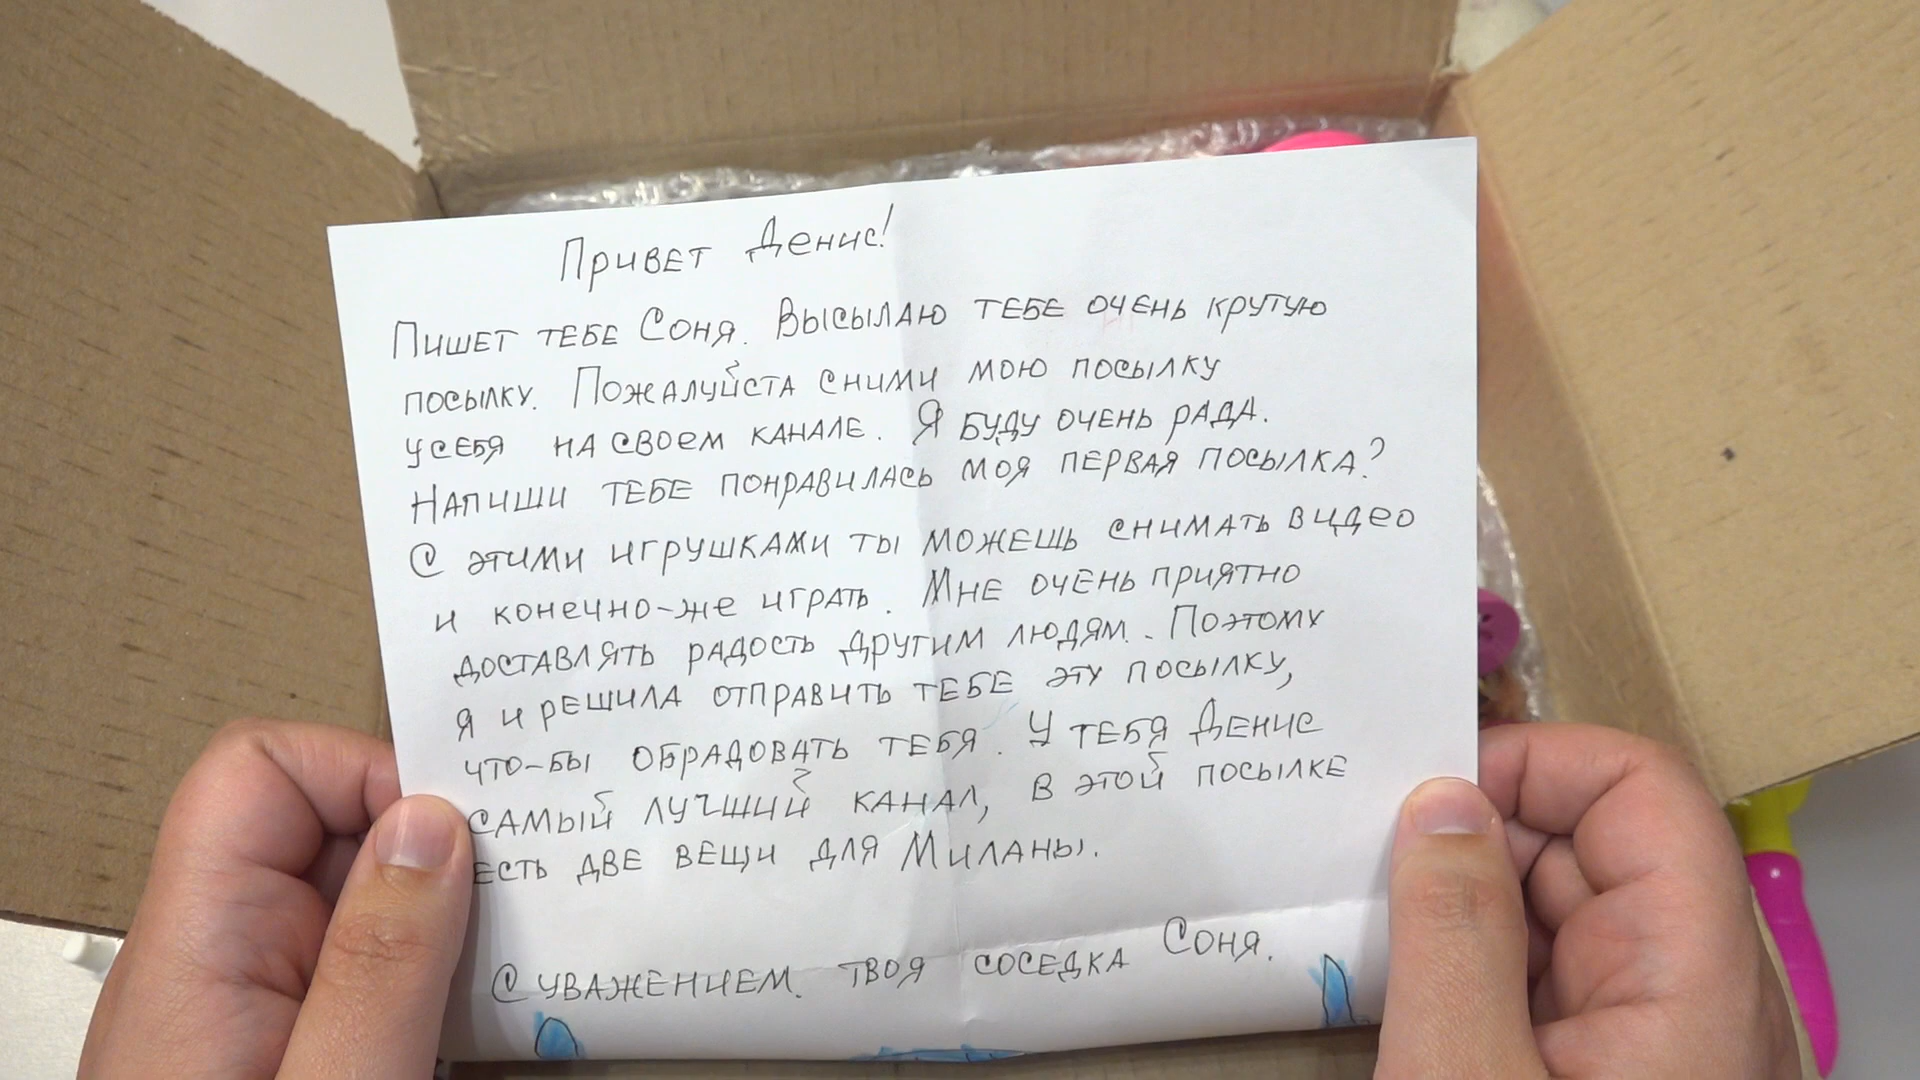 Привет Денис!
Пишет тебе Соня. Высылаю тебе очень крутую
посылку. Пожалуйста сними мою посылку
у себя на своем канале. Я буду очень рада.
Напиши тебе понравилась моя первая посылка?
С этими игрушками ты можешь снимать видео
и конечно-же играть. Мне очень приятно
доставлять радость другим людям. Поэтому
я и решила отправить тебе эту посылку,
что-бы обрадовать тебя. У тебя Денис
самый лучший канал, в этой посылке
есть две вещи для Миланы.
С уважением. твоя соседка Соня.